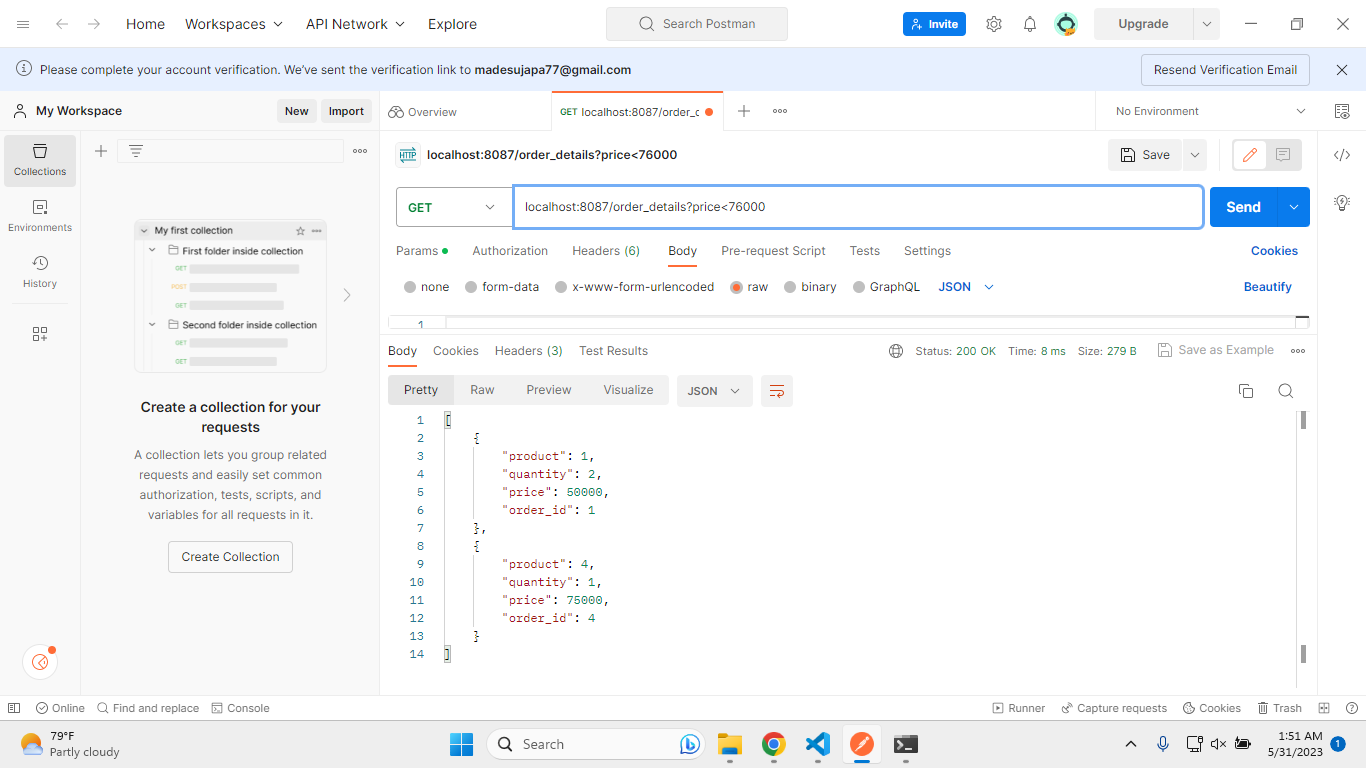 Home Workspaces API Network Explore Search Postman Invite Upgrade
Please complete your account verification. We've sent the verification link to madesujapa77@gmail.com Resend Verification Email
My Workspace New Import Overview GET localhost:8087/order_c No Environment
Collections
Environments
History
My first collection
First folder inside collection
GET
POST
GET
Second folder inside collection
GET
GET
Create a collection for your
requests
A collection lets you group related
requests and easily set common
authorization, tests, scripts, and
variables for all requests in it.
Create Collection
HTTP localhost:8087/order_details?price<76000 Save
GET localhost:8087/order_details?price<76000 Send
Params Authorization Headers (6) Body Pre-request Script Tests Settings Cookies
none form-data x-www-form-urlencoded raw binary GraphQL JSON Beautify
1
Body Cookies Headers (3) Test Results Status: 200 OK Time: 8 ms Size: 279 B Save as Example
Pretty Raw Preview Visualize JSON
1 [
2 {
3 "product": 1,
4 "quantity": 2,
5 "price": 50000,
6 "order_id": 1
7 },
8 {
9 "product": 4,
10 "quantity": 1,
11 "price": 75000,
12 "order_id": 4
13 }
14 ]
Online Find and replace Console Runner Capture requests Cookies Trash
79°F
Partly cloudy
Search
1:51 AM
5/31/2023
1